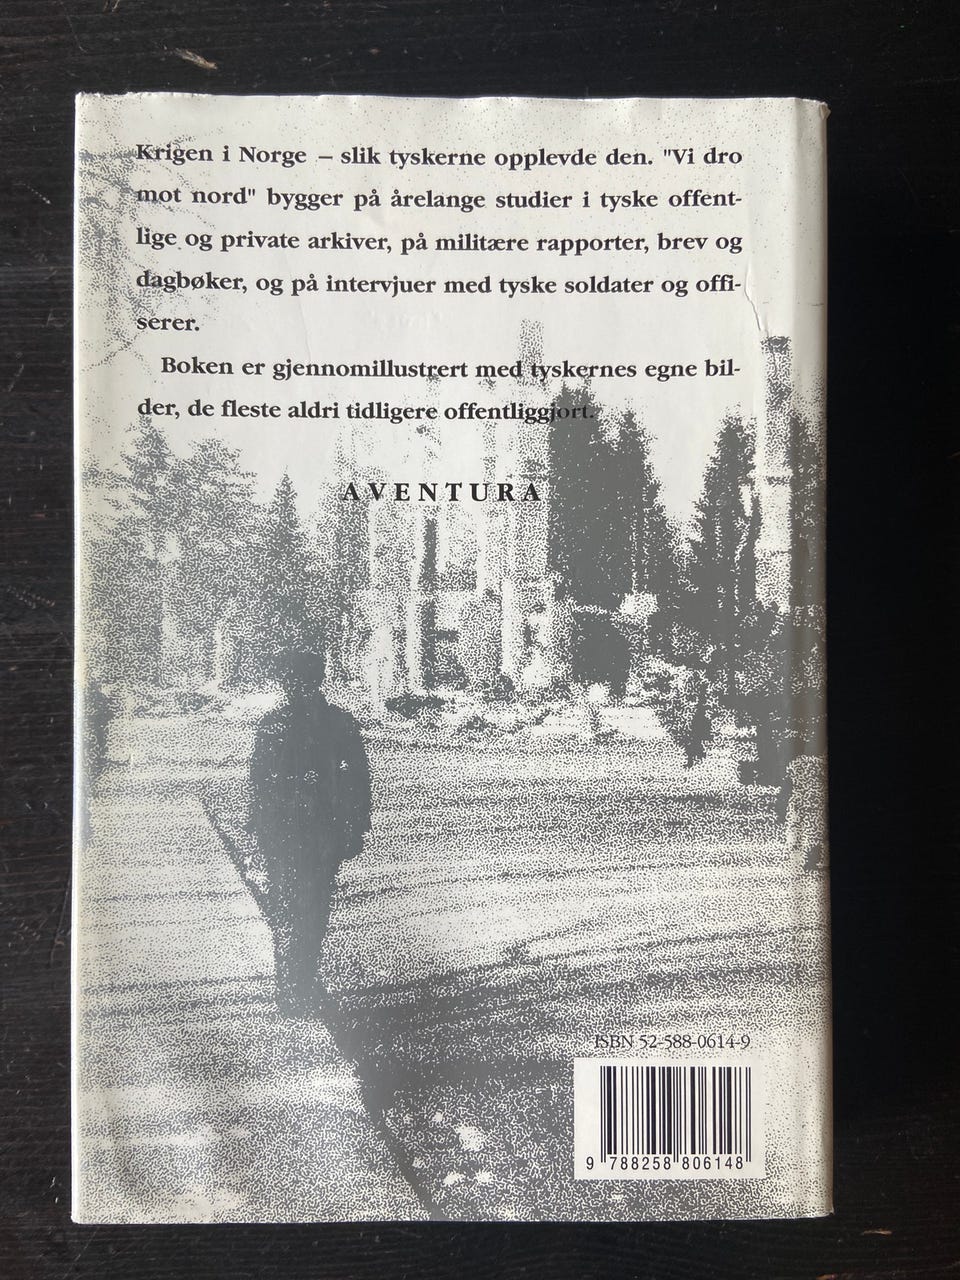 Krigen i Norge – slik tyskerne opplevde den. "Vi dro
mot nord" bygger på årelange studier i tyske offent-
lige og private arkiver, på militære rapporter, brev og
dagbøker, og på intervjuer med tyske soldater og offi-
serer.
Boken er gjennomillustrert med tyskernes egne bil-
der, de fleste aldri tidligere offentliggjort.
AVENTURA
ISBN 52-588-0614-9
9 788258 806148